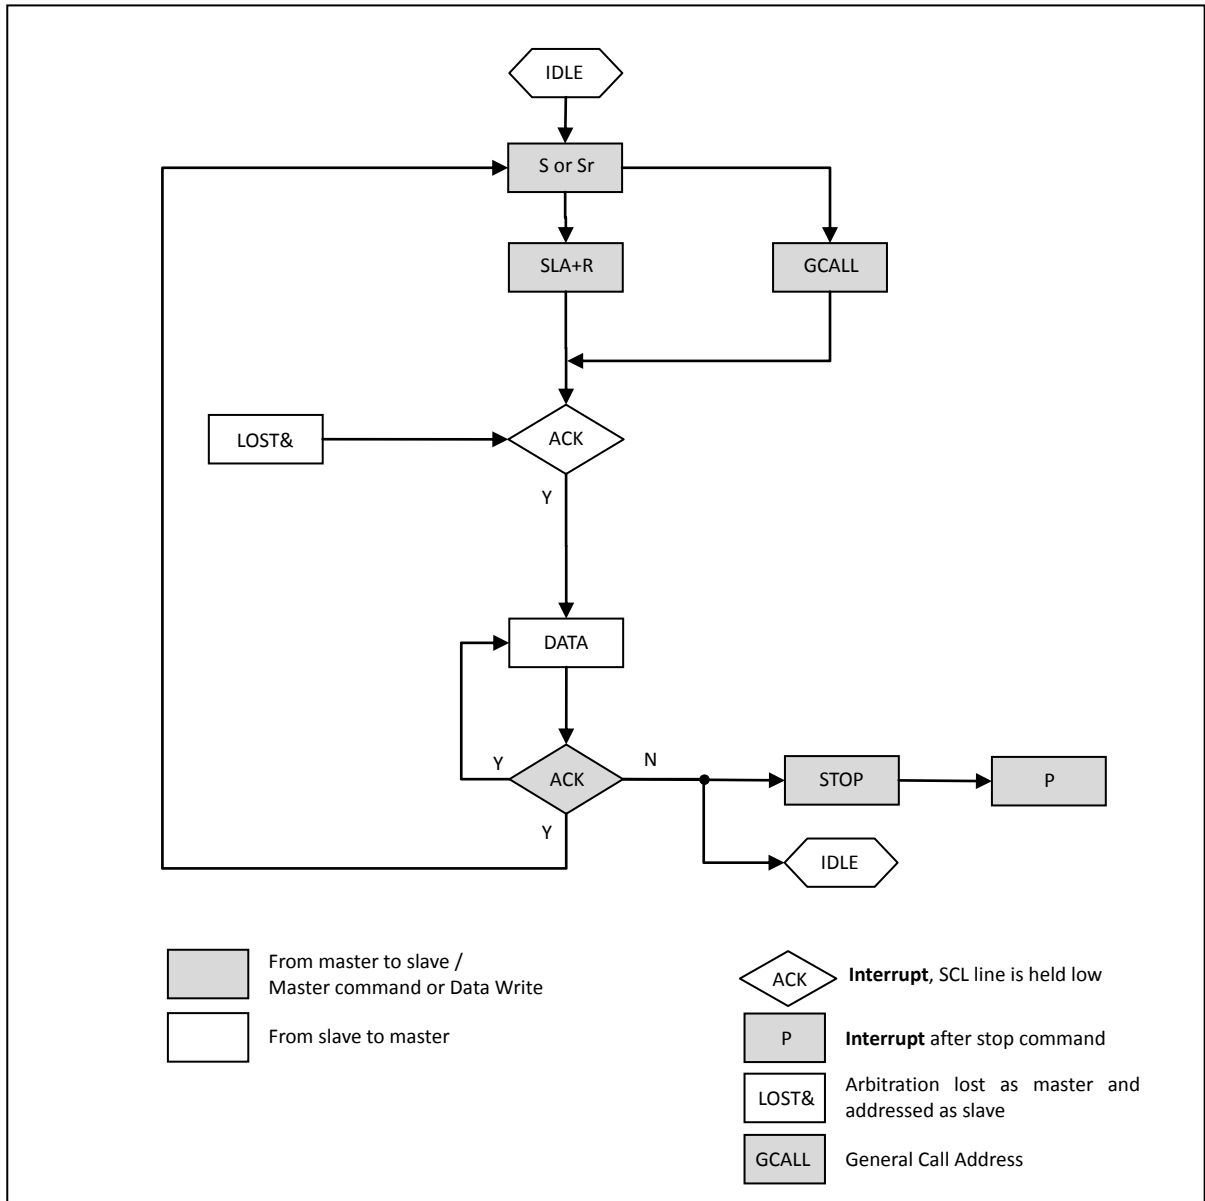 IDLE
S or Sr
SLA+R
GCALL
LOST&
ACK
Y
DATA
Y
ACK
N
STOP
P
Y
IDLE
From master to slave /
Master command or Data Write
From slave to master
ACK
Interrupt, SCL line is held low
P
Interrupt after stop command
LOST&
Arbitration lost as master and
addressed as slave
GCALL
General Call Address